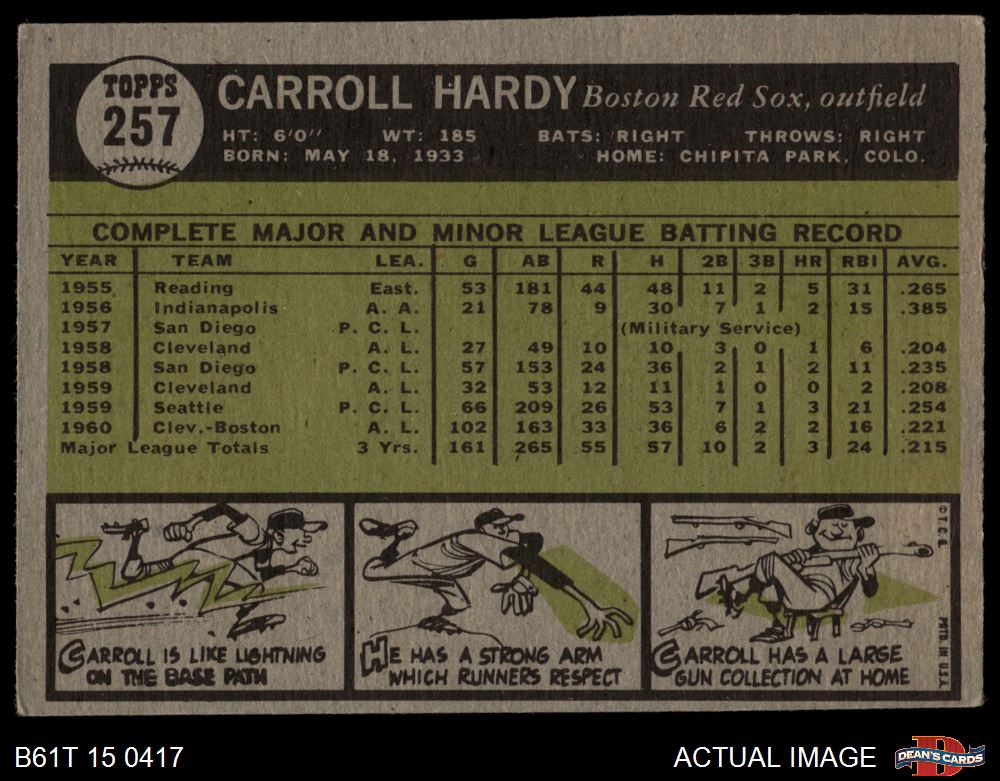 TOPPS
257
CARROLL HARDY Boston Red Sox, outfield
HT: 6'0" WT: 185 BATS: RIGHT THROWS: RIGHT
BORN: MAY 18, 1933 HOME: CHIPITA PARK, COLO.
COMPLETE MAJOR AND MINOR LEAGUE BATTING RECORD
YEAR TEAM LEA. G AB R H 2B 3B HR RBI AVG.
1955 Reading East. 53 181 44 48 11 2 5 31 .265
1956 Indianapolis A. A. 21 78 9 30 7 1 2 15 .385
1957 San Diego P. C. L. (Military Service)
1958 Cleveland A. L. 27 49 10 10 3 0 1 6 .204
1958 San Diego P. C. L. 57 153 24 36 2 1 2 11 .235
1959 Cleveland A. L. 32 53 12 11 1 0 0 2 .208
1959 Seattle P. C. L. 66 209 26 53 7 1 3 21 .254
1960 Clev.-Boston A. L. 102 163 33 36 6 2 2 16 .221
Major League Totals 3 Yrs. 161 265 55 57 10 2 3 24 .215
CARROLL IS LIKE LIGHTNING
ON THE BASE PATH
HE HAS A STRONG ARM
WHICH RUNNERS RESPECT
CARROLL HAS A LARGE
GUN COLLECTION AT HOME
© T.C.G. PRTD. IN U.S.A.
B61T 15 0417
ACTUAL IMAGE
D
DEAN'S CARDS